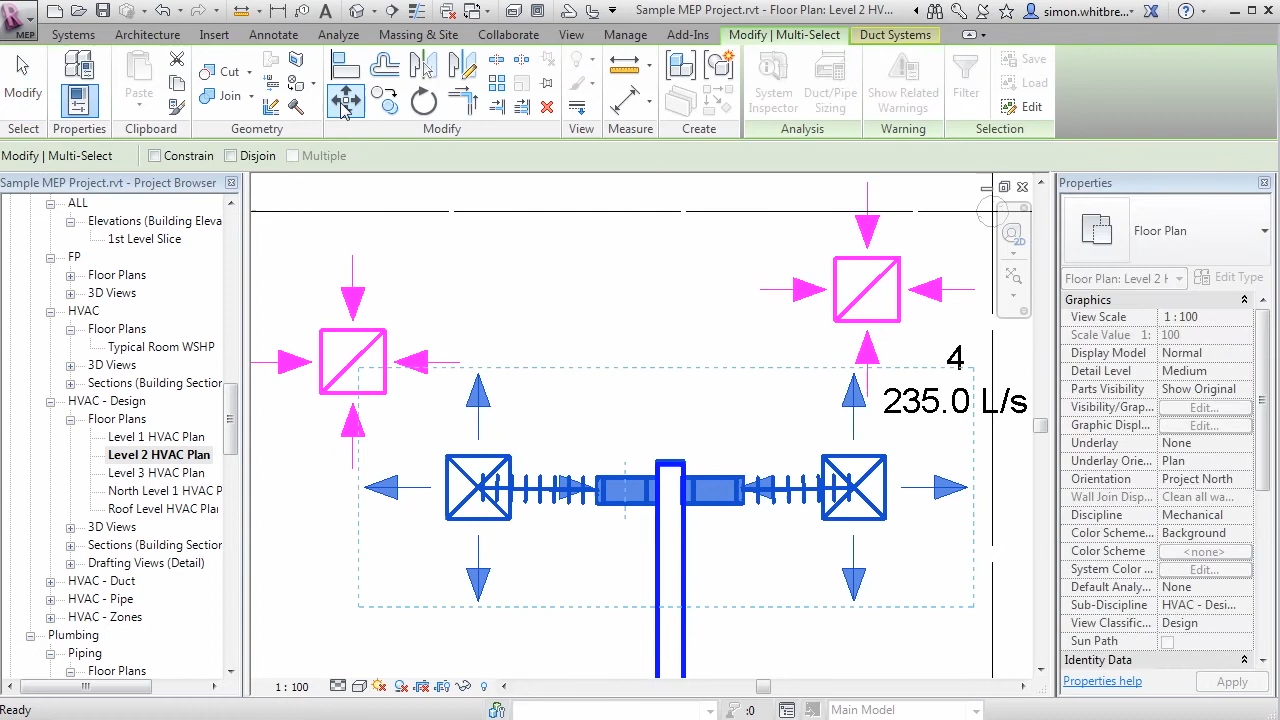 Sample MEP Project.rvt - Floor Plan: Level 2 HV...
simon.whitbre...
MEP
Systems Architecture Insert Annotate Analyze Massing & Site Collaborate View Manage Add-Ins Modify | Multi-Select Duct Systems
Modify
Paste
Cut
Join
System Inspector
Duct/Pipe Sizing
Show Related Warnings
Filter
Save
Load
Edit
Select Properties Clipboard Geometry Modify View Measure Create Analysis Warning Selection
Modify | Multi-Select Constrain Disjoin Multiple
Sample MEP Project.rvt - Project Browser
ALL
Elevations (Building Eleva
1st Level Slice
FP
Floor Plans
3D Views
HVAC
Floor Plans
Typical Room WSHP
3D Views
Sections (Building Section
HVAC - Design
Floor Plans
Level 1 HVAC Plan
Level 2 HVAC Plan
Level 3 HVAC Plan
North Level 1 HVAC P
Roof Level HVAC Plan
3D Views
Sections (Building Section
Drafting Views (Detail)
HVAC - Duct
HVAC - Pipe
HVAC - Zones
Plumbing
Piping
Floor Plans
2D
4
235.0 L/s
1 : 100
Properties
Floor Plan
Floor Plan: Level 2 H
Edit Type
Graphics
View Scale 1 : 100
Scale Value 1: 100
Display Model Normal
Detail Level Medium
Parts Visibility Show Original
Visibility/Grap... Edit...
Graphic Displ... Edit...
Underlay None
Underlay Orie... Plan
Orientation Project North
Wall Join Disp... Clean all wa...
Discipline Mechanical
Color Scheme... Background
Color Scheme <none>
System Color ... Edit...
Default Analy... None
Sub-Discipline HVAC - Desi...
View Classific... Design
Sun Path
Identity Data
Properties help
Apply
Ready
:0
Main Model